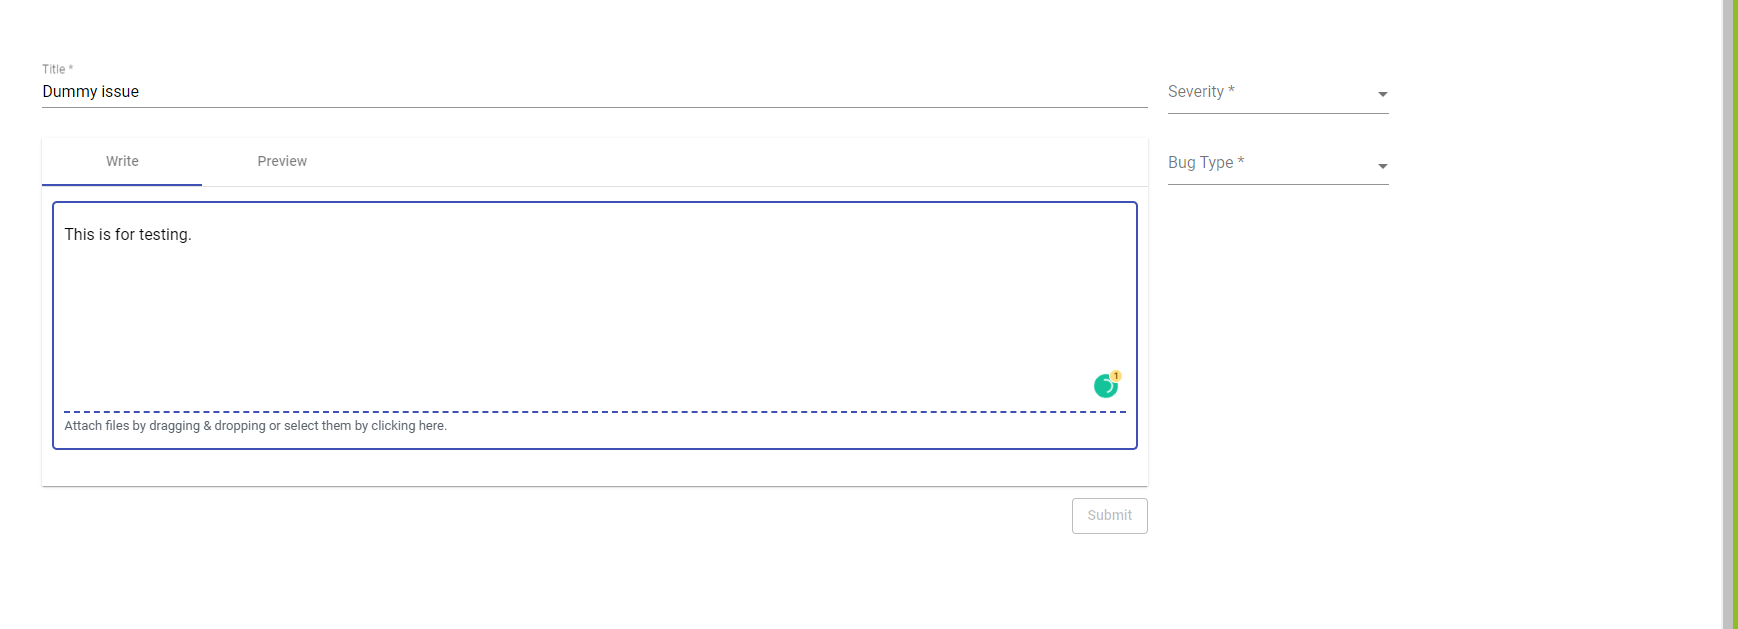 Title *
Dummy issue
Severity *
Write
Preview
Bug Type *
This is for testing.
1
Attach files by dragging & dropping or select them by clicking here.
Submit